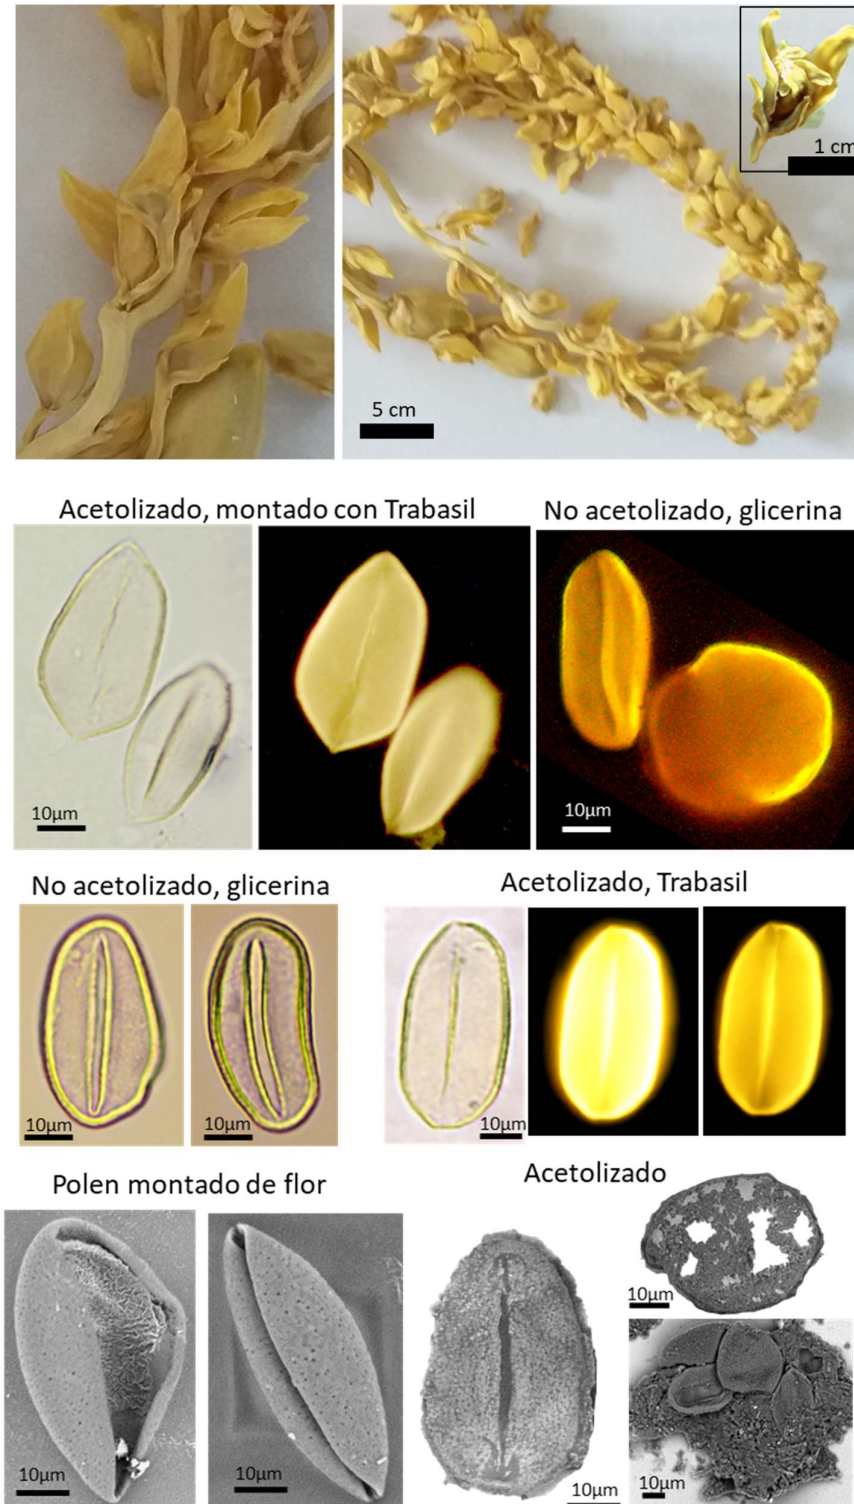 1 cm
5 cm
Acetolizado, montado con Trabasil
No acetolizado, glicerina
10µm
10µm
No acetolizado, glicerina
Acetolizado, Trabasil
10µm
10µm
10µm
Polen montado de flor
Acetolizado
10µm
10µm
10µm
10µm
10µm